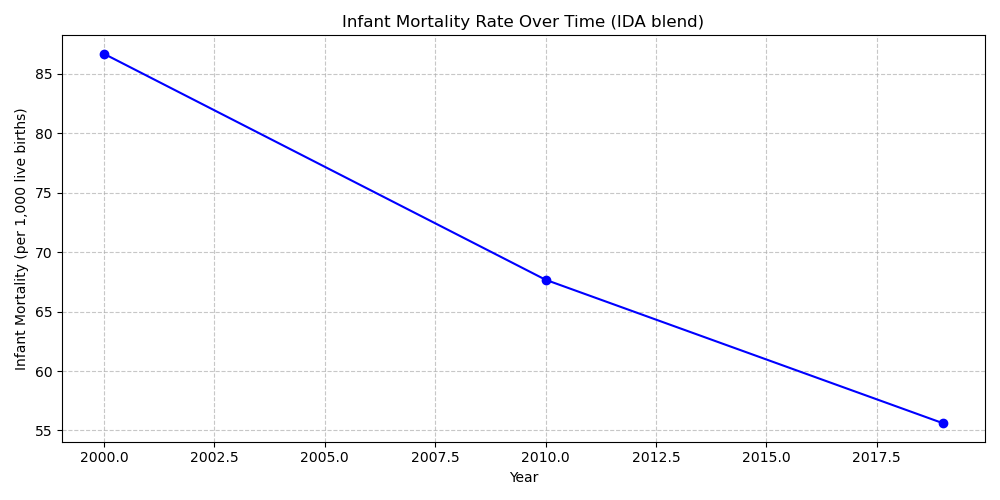 Infant Mortality Rate Over Time (IDA blend)
Infant Mortality (per 1,000 live births)
85
80
75
70
65
60
55
2000.0 2002.5 2005.0 2007.5 2010.0 2012.5 2015.0 2017.5
Year